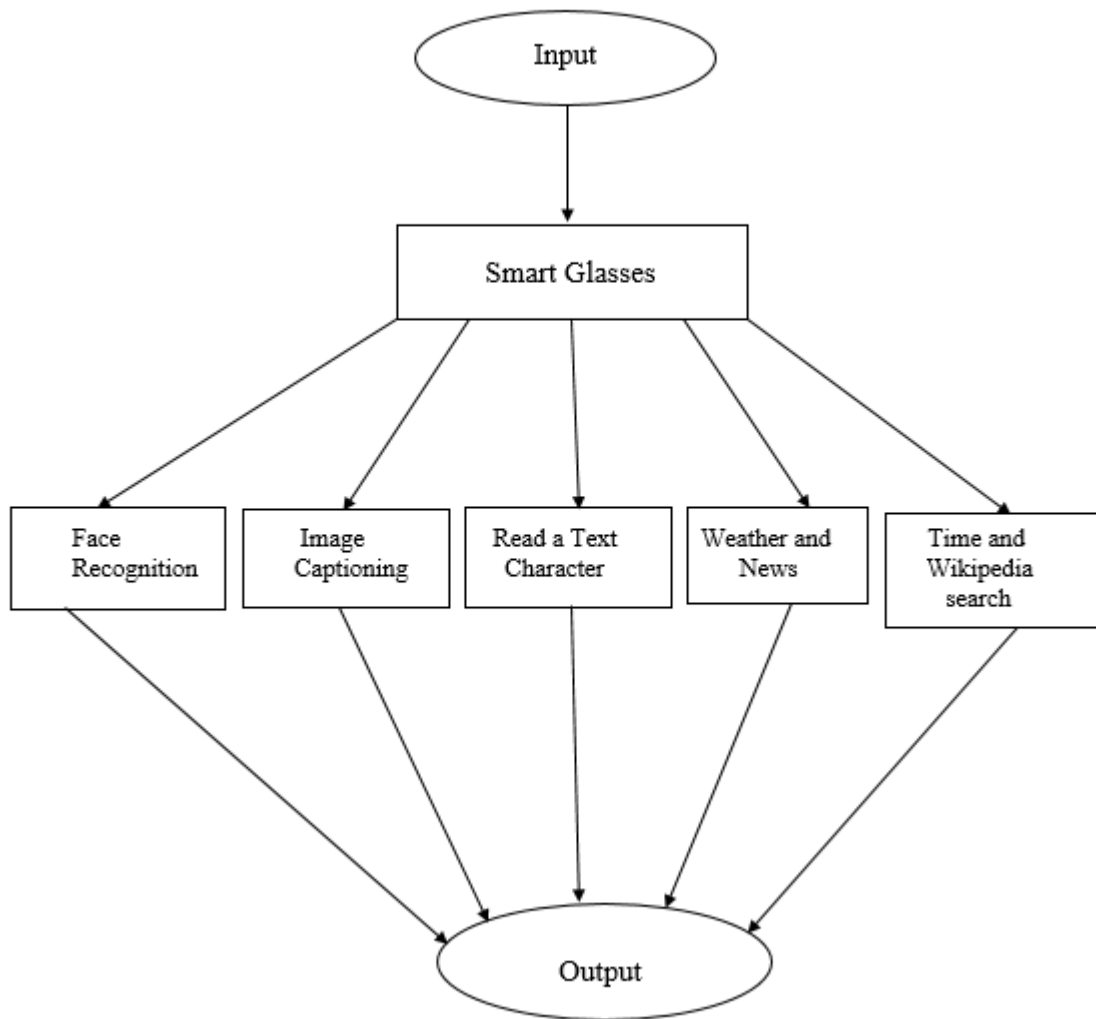 Input
Smart Glasses
Face
Recognition
Image
Captioning
Read a Text
Character
Weather and
News
Time and
Wikipedia
search
Output